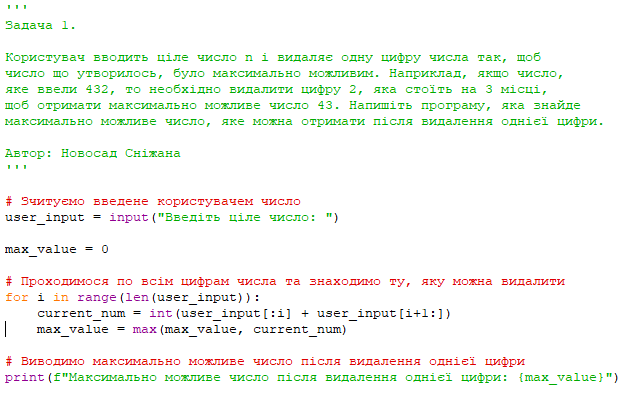 '''
Задача 1.
Користувач вводить ціле число n і видаляє одну цифру числа так, щоб
число що утворилось, було максимально можливим. Наприклад, якщо число,
яке ввели 432, то необхідно видалити цифру 2, яка стоїть на 3 місці,
щоб отримати максимально можливе число 43. Напишіть програму, яка знайде
максимально можливе число, яке можна отримати після видалення однієї цифри.
Автор: Новосад Сніжана
'''
# Зчитуємо введене користувачем число
user_input = input("Введіть ціле число: ")
max_value = 0
# Проходимося по всім цифрам числа та знаходимо ту, яку можна видалити
for i in range(len(user_input)):
    current_num = int(user_input[:i] + user_input[i+1:])
    max_value = max(max_value, current_num)
# Виводимо максимально можливе число після видалення однієї цифри
print(f"Максимально можливе число після видалення однієї цифри: {max_value}")